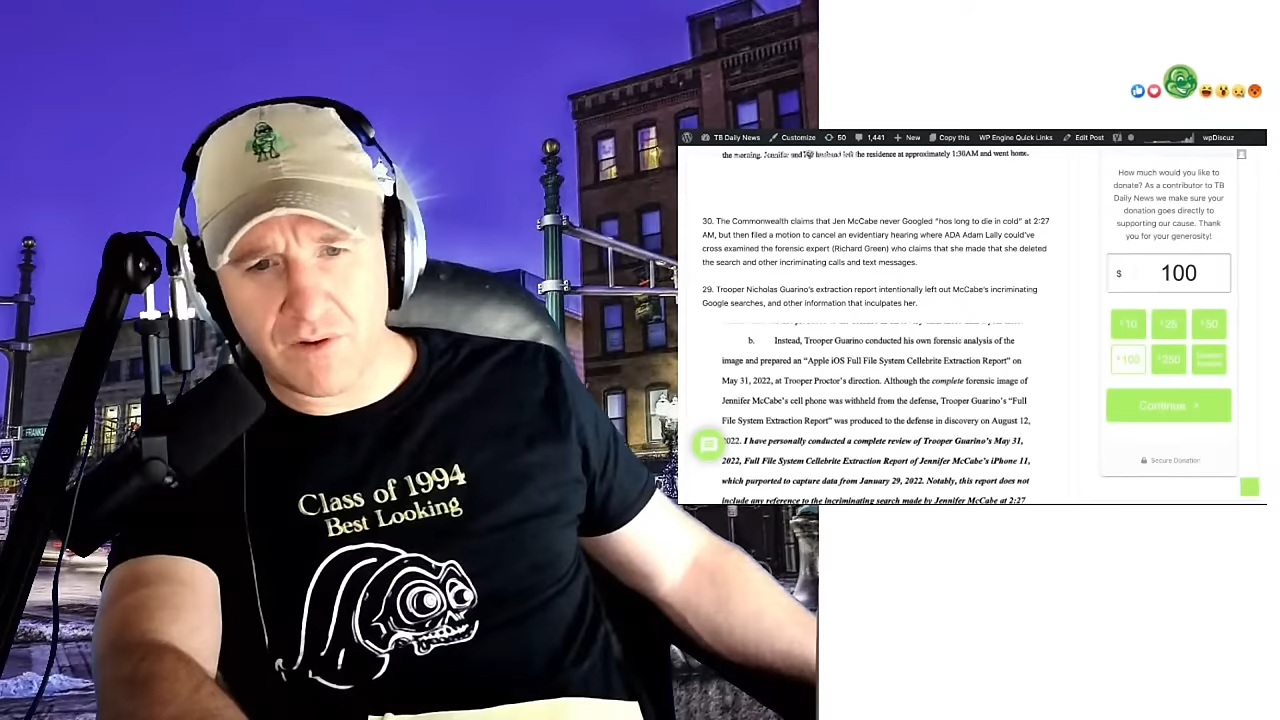 TB Daily News
Customize
50
1,441
New
Copy this
WP Engine Quick Links
Edit Post
wpDiscuz
the morning. Jennifer and husband left the residence at approximately 1:30AM and went home.
30. The Commonwealth claims that Jen McCabe never Googled "hos long to die in cold" at 2:27
AM, but then filed a motion to cancel an evidentiary hearing where ADA Adam Lally could've
cross examined the forensic expert (Richard Green) who claims that she made that she deleted
the search and other incriminating calls and text messages.
29. Trooper Nicholas Guarino's extraction report intentionally left out McCabe's incriminating
Google searches, and other information that inculpates her.
b. Instead, Trooper Guarino conducted his own forensic analysis of the
image and prepared an "Apple iOS Full File System Cellebrite Extraction Report" on
May 31, 2022, at Trooper Proctor's direction. Although the complete forensic image of
Jennifer McCabe's cell phone was withheld from the defense, Trooper Guarino's "Full
File System Extraction Report" was produced to the defense in discovery on August 12,
2022. I have personally conducted a complete review of Trooper Guarino's May 31,
2022, Full File System Cellebrite Extraction Report of Jennifer McCabe's iPhone 11,
which purported to capture data from January 29, 2022. Notably, this report does not
include any reference to the incriminating search made by Jennifer McCabe at 2:27
How much would you like to
donate? As a contributor to TB
Daily News we make sure your
donation goes directly to
supporting our cause. Thank
you for your generosity!
$ 100
$10
$25
$50
$100
$250
Continue >
Secure Donation
FRANKL
Class of 1994
Best Looking